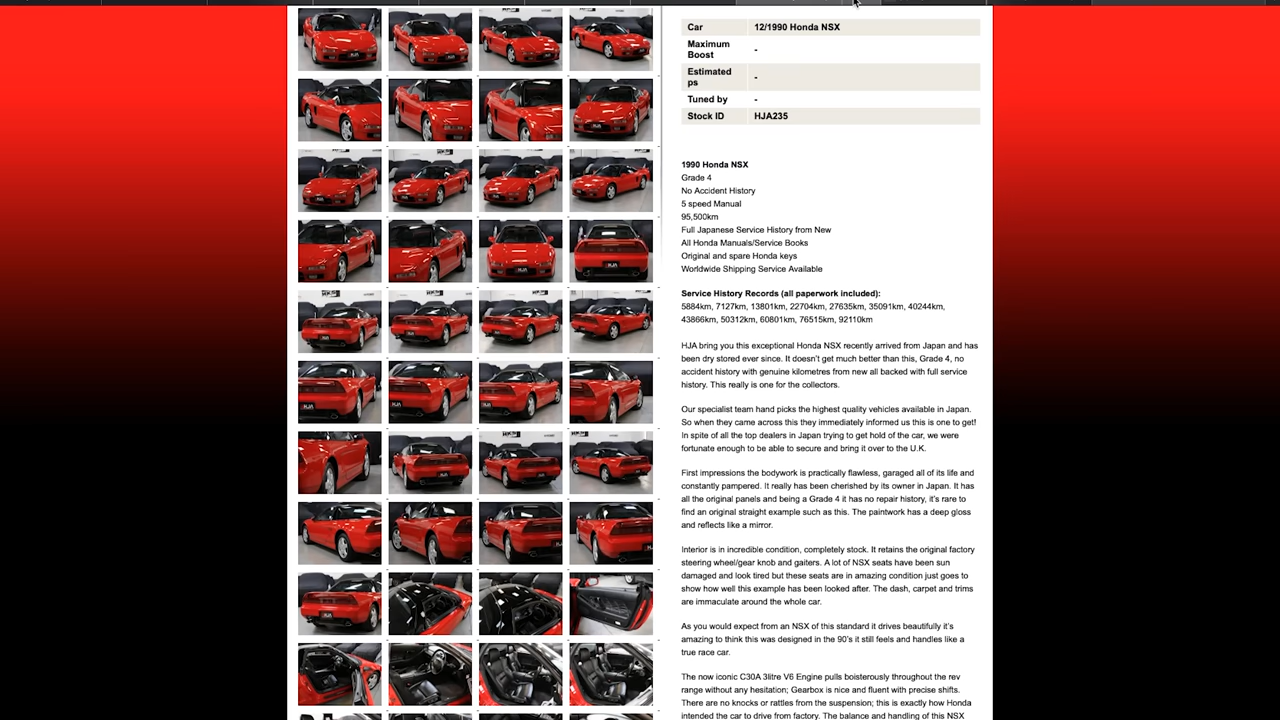 Car 12/1990 Honda NSX
Maximum
Boost -
Estimated
ps -
Tuned by -
Stock ID HJA235
1990 Honda NSX
Grade 4
No Accident History
5 speed Manual
95,500km
Full Japanese Service History from New
All Honda Manuals/Service Books
Original and spare Honda keys
Worldwide Shipping Service Available
Service History Records (all paperwork included):
5884km, 7127km, 13801km, 22704km, 27635km, 35091km, 40244km,
43866km, 50312km, 60801km, 76515km, 92110km
HJA bring you this exceptional Honda NSX recently arrived from Japan and has
been dry stored ever since. It doesn't get much better than this, Grade 4, no
accident history with genuine kilometres from new all backed with full service
history. This really is one for the collectors.
Our specialist team hand picks the highest quality vehicles available in Japan.
So when they came across this they immediately informed us this is one to get!
In spite of all the top dealers in Japan trying to get hold of the car, we were
fortunate enough to be able to secure and bring it over to the U.K.
First impressions the bodywork is practically flawless, garaged all of its life and
constantly pampered. It really has been cherished by its owner in Japan. It has
all the original panels and being a Grade 4 it has no repair history, it's rare to
find an original straight example such as this. The paintwork has a deep gloss
and reflects like a mirror.
Interior is in incredible condition, completely stock. It retains the original factory
steering wheel/gear knob and gaiters. A lot of NSX seats have been sun
damaged and look tired but these seats are in amazing condition just goes to
show how well this example has been looked after. The dash, carpet and trims
are immaculate around the whole car.
As you would expect from an NSX of this standard it drives beautifully it's
amazing to think this was designed in the 90's it still feels and handles like a
true race car.
The now iconic C30A 3litre V6 Engine pulls boisterously throughout the rev
range without any hesitation; Gearbox is nice and fluent with precise shifts.
There are no knocks or rattles from the suspension; this is exactly how Honda
intended the car to drive from factory. The balance and handling of this NSX